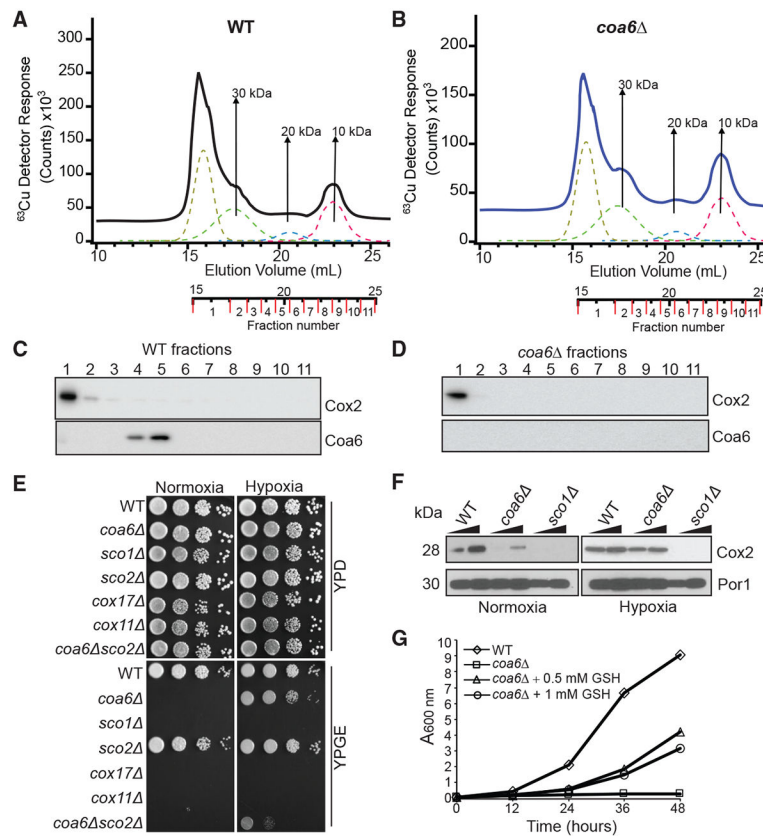 A
WT
⁶³Cu Detector Response
(Counts) x10³
300
250
200
150
100
50
0
30 kDa
20 kDa
10 kDa
10
15
20
25
Elution Volume (mL)
15
20
25
1 2 3 4 5 6 7 8 9 10 11
Fraction number
B
coa6Δ
⁶³Cu Detector Response
(Counts) x10³
200
150
100
50
0
30 kDa
20 kDa
10 kDa
10
15
20
25
Elution Volume (mL)
15
20
25
1 2 3 4 5 6 7 8 9 10 11
Fraction number
C
WT fractions
1 2 3 4 5 6 7 8 9 10 11
Cox2
Coa6
D
coa6Δ fractions
1 2 3 4 5 6 7 8 9 10 11
Cox2
Coa6
E
Normoxia Hypoxia
WT
coa6Δ
sco1Δ
sco2Δ
cox17Δ
cox11Δ
coa6Δsco2Δ
YPD
WT
coa6Δ
sco1Δ
sco2Δ
cox17Δ
cox11Δ
coa6Δsco2Δ
YPGE
F
kDa
WT coa6Δ sco1Δ WT coa6Δ sco1Δ
28 Cox2
30 Por1
Normoxia Hypoxia
G
WT
coa6Δ
coa6Δ + 0.5 mM GSH
coa6Δ + 1 mM GSH
A600 nm
10
9
8
7
6
5
4
3
2
1
0
0 12 24 36 48
Time (hours)